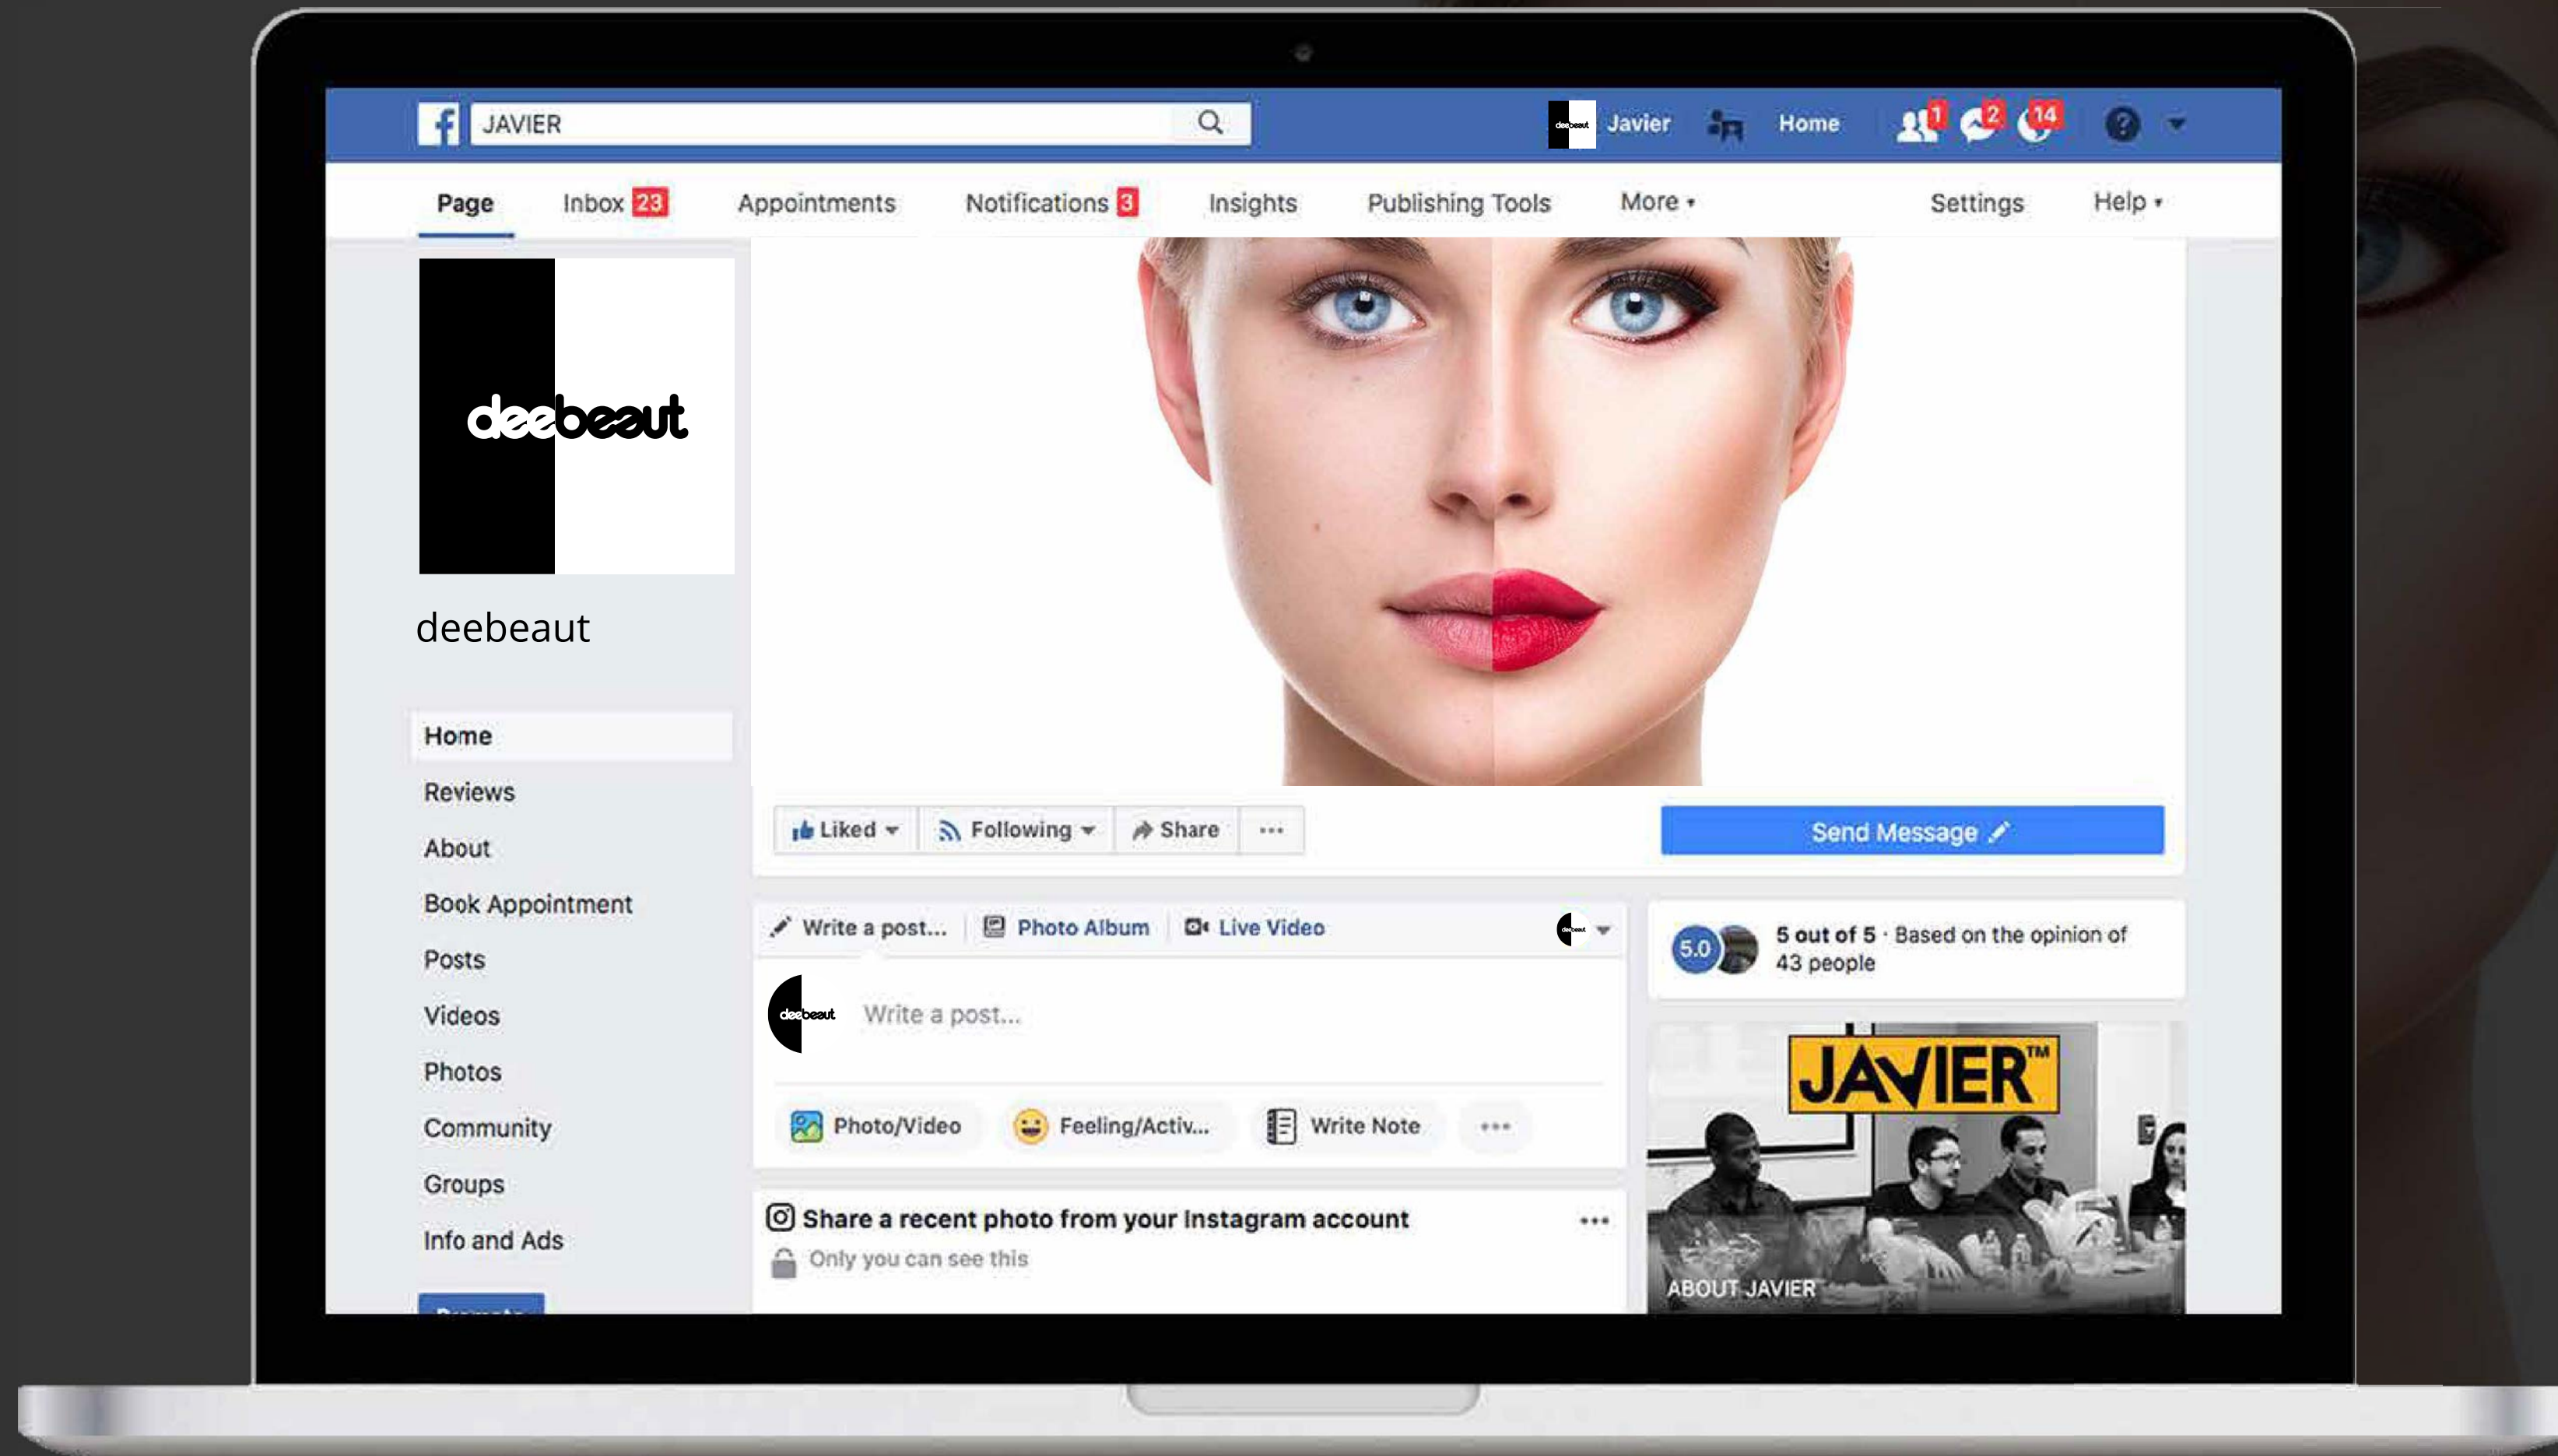 JAVIER
deebeaut Javier Home 1 2 14
Page Inbox 23 Appointments Notifications 3 Insights Publishing Tools More Settings Help
deebeaut
deebeaut
Home
Reviews
About
Book Appointment
Posts
Videos
Photos
Community
Groups
Info and Ads
Liked Following Share ...
Send Message
Write a post... Photo Album Live Video deebeaut
deebeaut Write a post...
Photo/Video Feeling/Activ... Write Note ...
Share a recent photo from your Instagram account ...
Only you can see this
5.0 5 out of 5 · Based on the opinion of
43 people
JAVIER™
ABOUT JAVIER